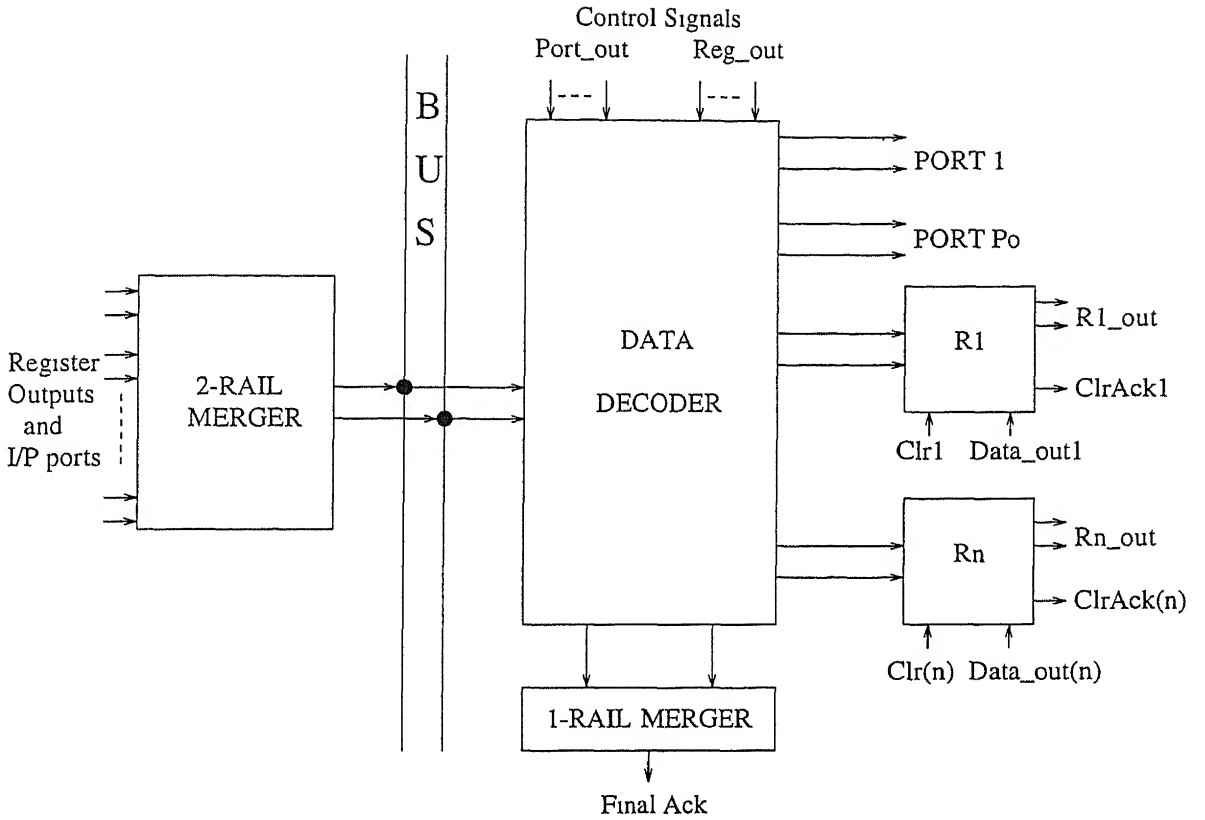 Control Signals
Port_out
Reg_out
B
U
S
PORT 1
PORT Po
R1
R1_out
ClrAck1
Clr1
Data_out1
DATA
DECODER
2-RAIL
MERGER
Register
Outputs
and
I/P ports
Rn
Rn_out
ClrAck(n)
Clr(n)
Data_out(n)
1-RAIL MERGER
Final Ack